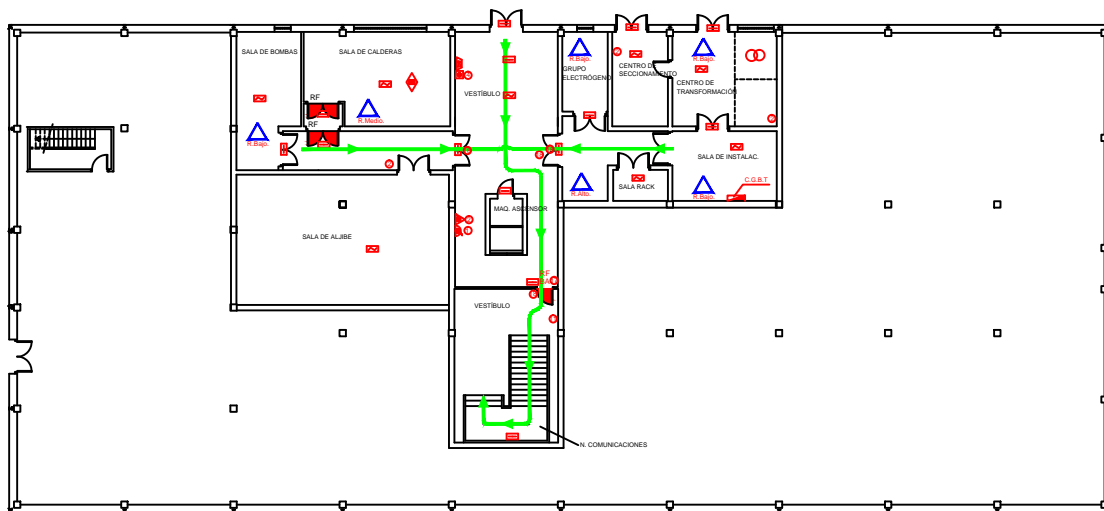 SALA DE BOMBAS
SALA DE CALDERAS
VESTÍBULO
R.Bajo.
GRUPO
ELECTRÓGENO
CENTRO DE
SECCIONAMIENTO
R.Bajo.
CENTRO DE
TRANSFORMACIÓN
RF
R.Medio.
RF
R.Bajo.
SALA DE INSTALAC.
SALA RACK
R.Alto.
R.Bajo.
C.G.B.T
MAQ. ASCENSOR
SALA DE ALJIBE
RF
VESTÍBULO
N. COMUNICACIONES